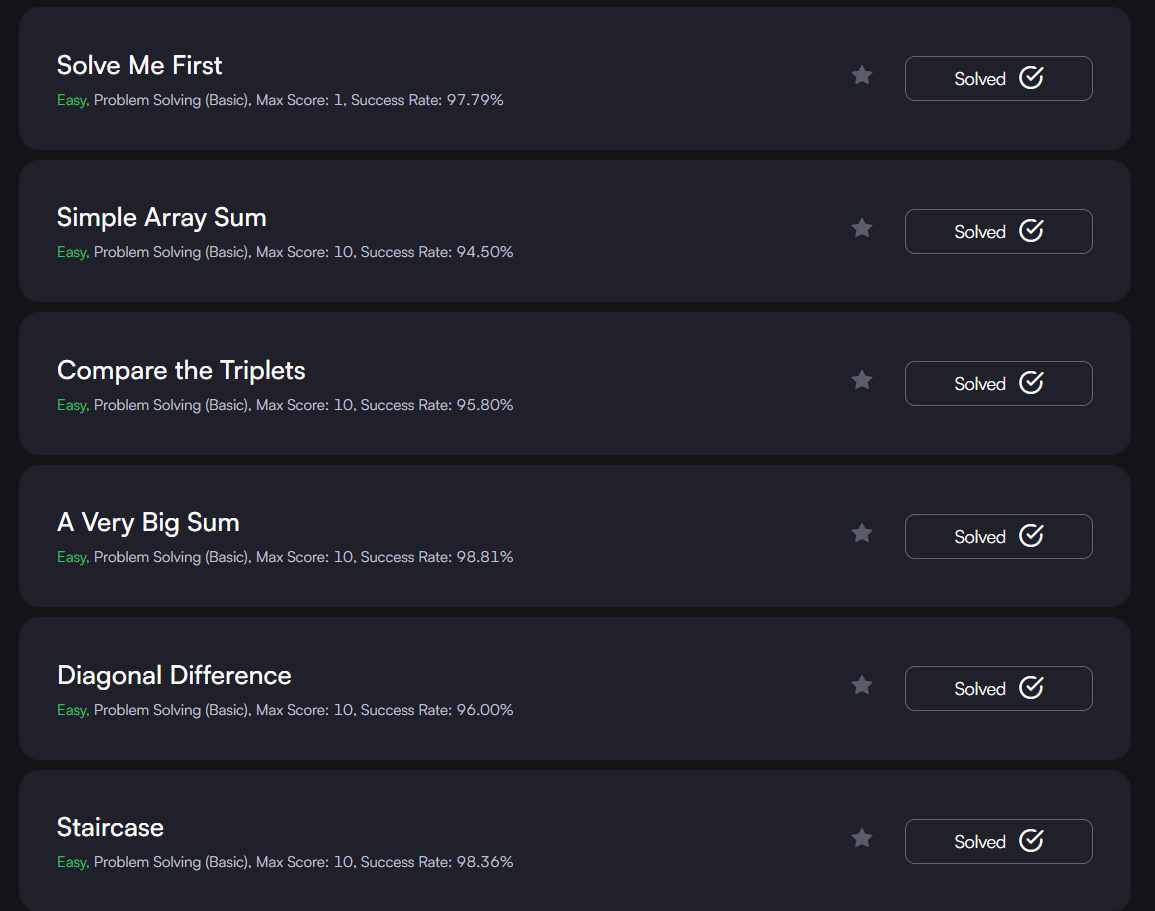 Solve Me First
Easy, Problem Solving (Basic), Max Score: 1, Success Rate: 97.79%
Solved
Simple Array Sum
Easy, Problem Solving (Basic), Max Score: 10, Success Rate: 94.50%
Solved
Compare the Triplets
Easy, Problem Solving (Basic), Max Score: 10, Success Rate: 95.80%
Solved
A Very Big Sum
Easy, Problem Solving (Basic), Max Score: 10, Success Rate: 98.81%
Solved
Diagonal Difference
Easy, Problem Solving (Basic), Max Score: 10, Success Rate: 96.00%
Solved
Staircase
Easy, Problem Solving (Basic), Max Score: 10, Success Rate: 98.36%
Solved